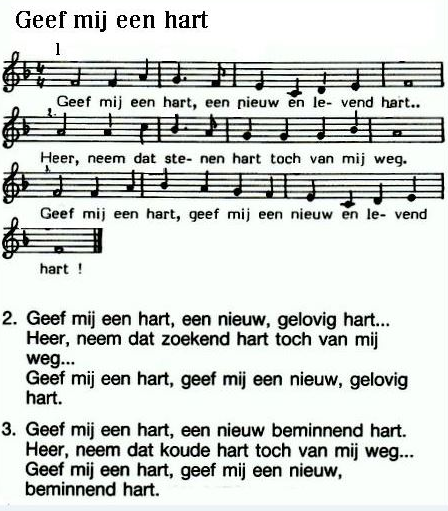 Geef mij een hart
1
Geef mij een hart, een nieuw en le- vend hart..
2.
Heer, neem dat ste- nen hart toch van mij weg.
3.
Geef mij een hart, geef mij een nieuw en le- vend
hart !
2. Geef mij een hart, een nieuw, gelovig hart...
Heer, neem dat zoekend hart toch van mij
weg...
Geef mij een hart, geef mij een nieuw, gelovig
hart.
3. Geef mij een hart, een nieuw beminnend hart.
Heer, neem dat koude hart toch van mij weg...
Geef mij een hart, geef mij een nieuw,
beminnend hart.